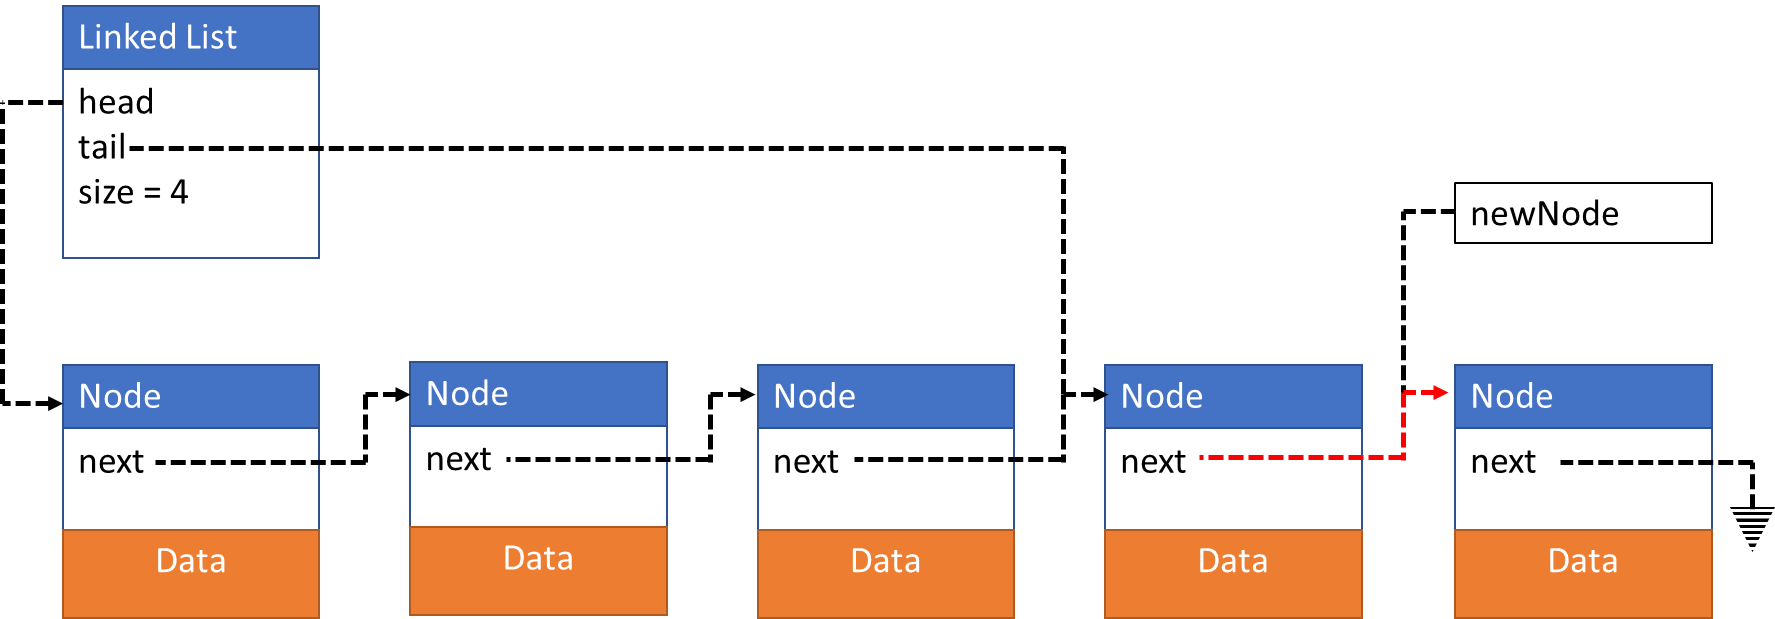 Linked List
head
tail
size = 4
newNode
Node
Node
Node
Node
Node
next
next
next
next
next
Data
Data
Data
Data
Data